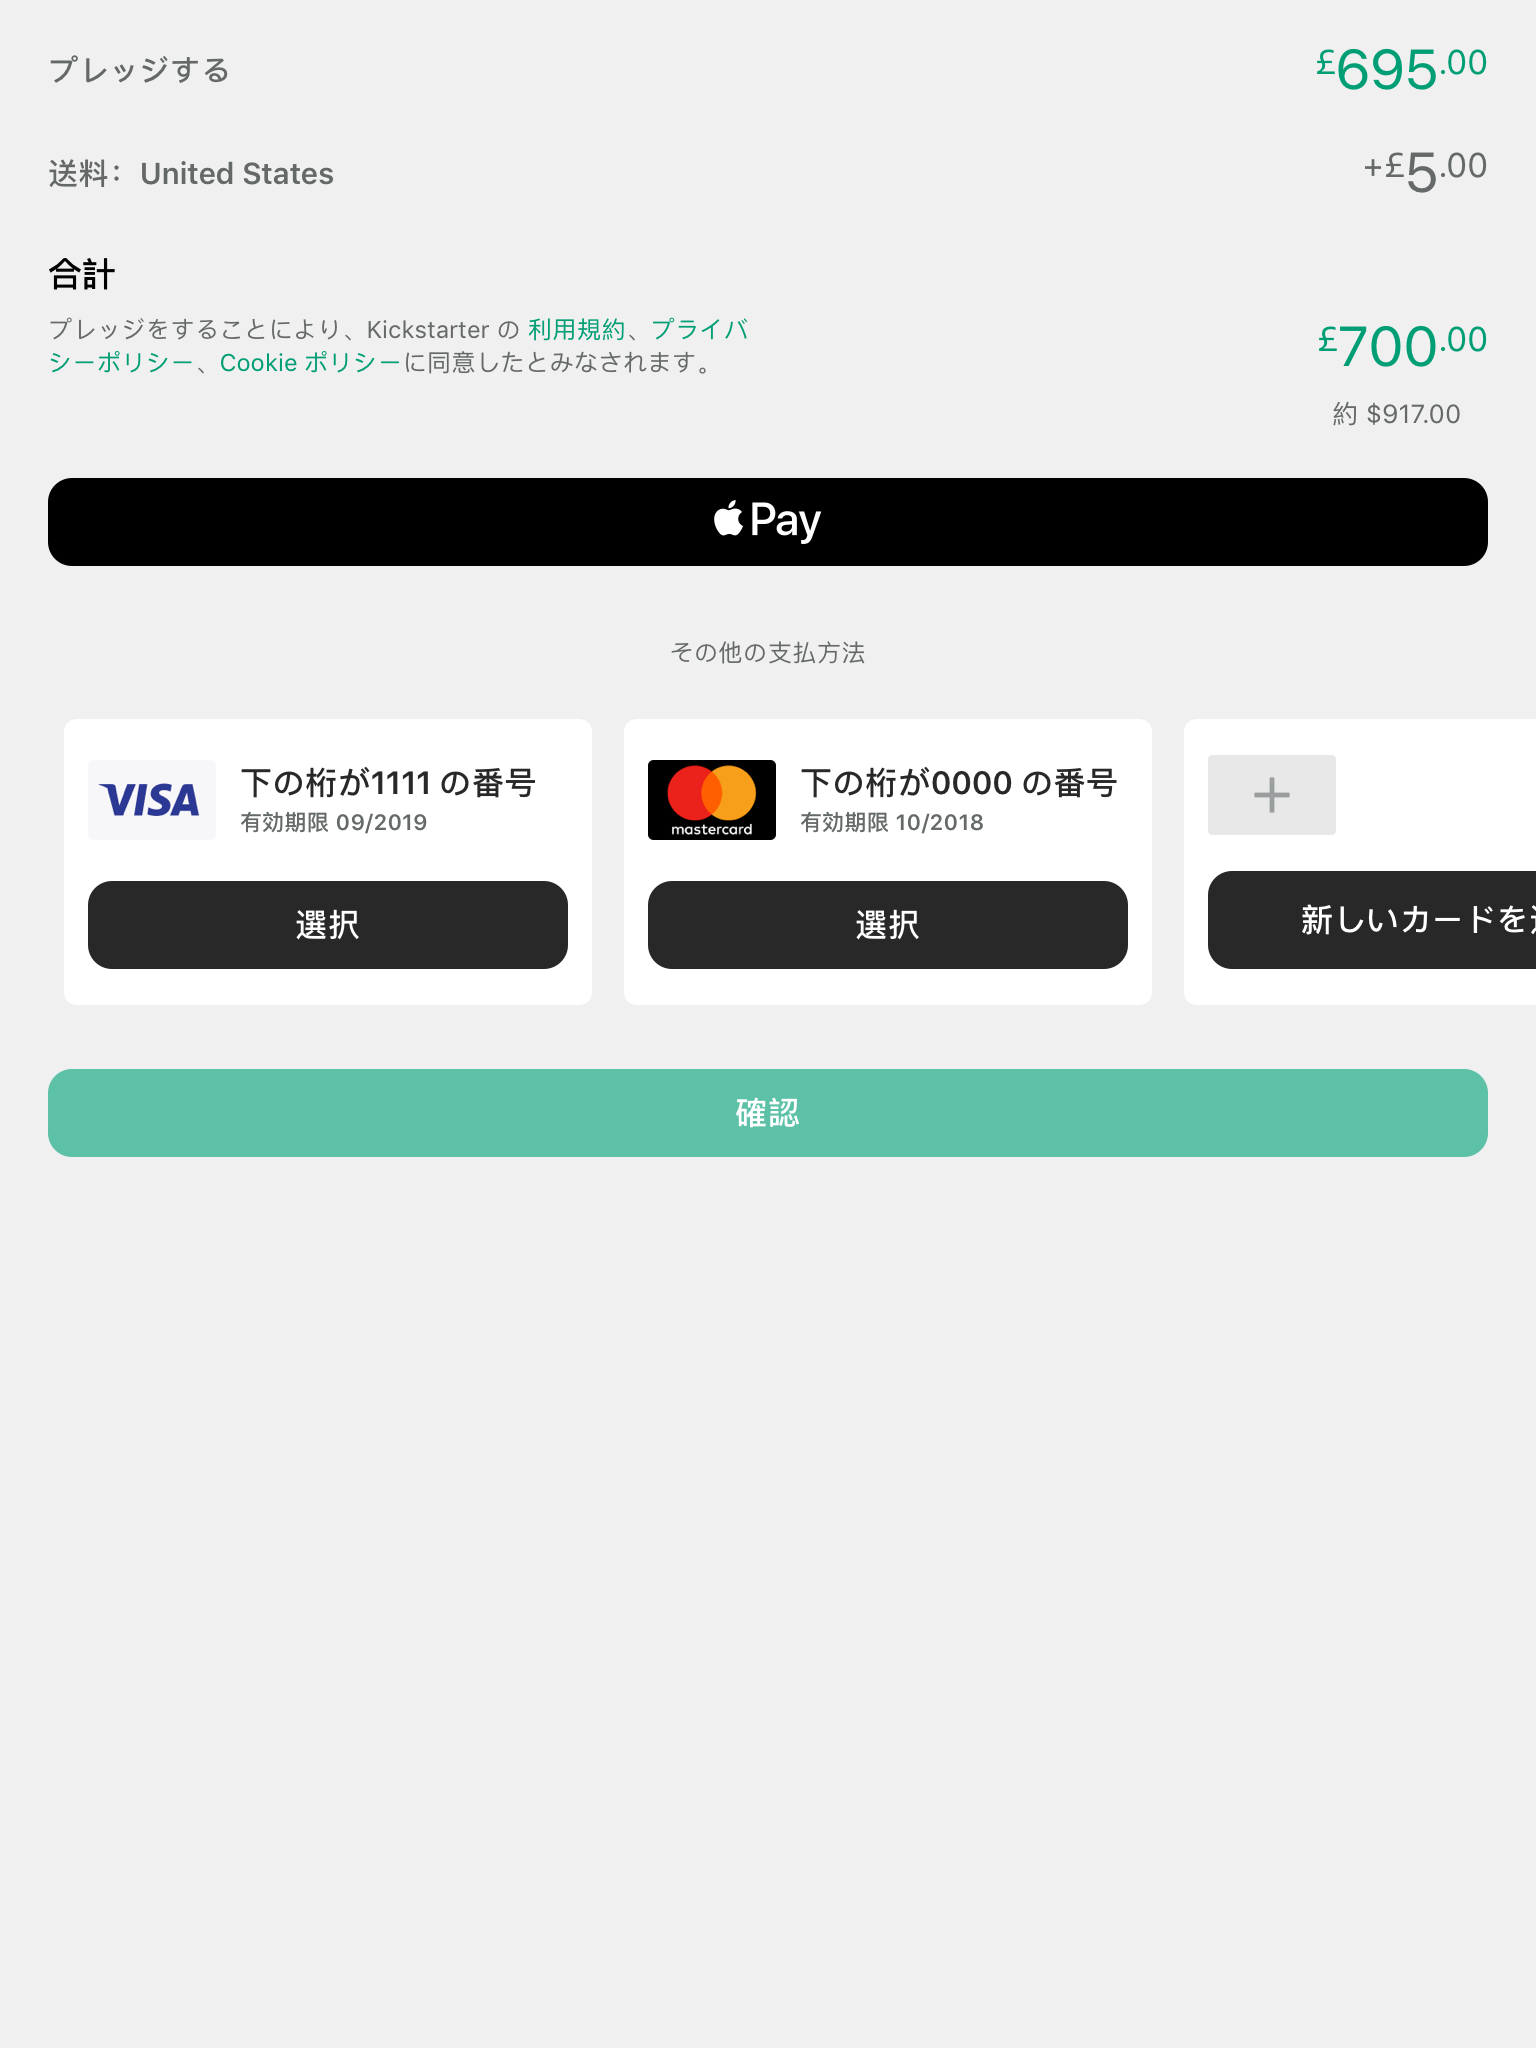 プレッジする
£695.00
送料： United States
+£5.00
合計
プレッジをすることにより、Kickstarter の 利用規約、プライバ
シーポリシー、Cookie ポリシーに同意したとみなされます。
£700.00
約 $917.00
Pay
その他の支払方法
VISA
下の桁が1111 の番号
有効期限 09/2019
選択
mastercard
下の桁が0000 の番号
有効期限 10/2018
選択
新しいカードを
確認